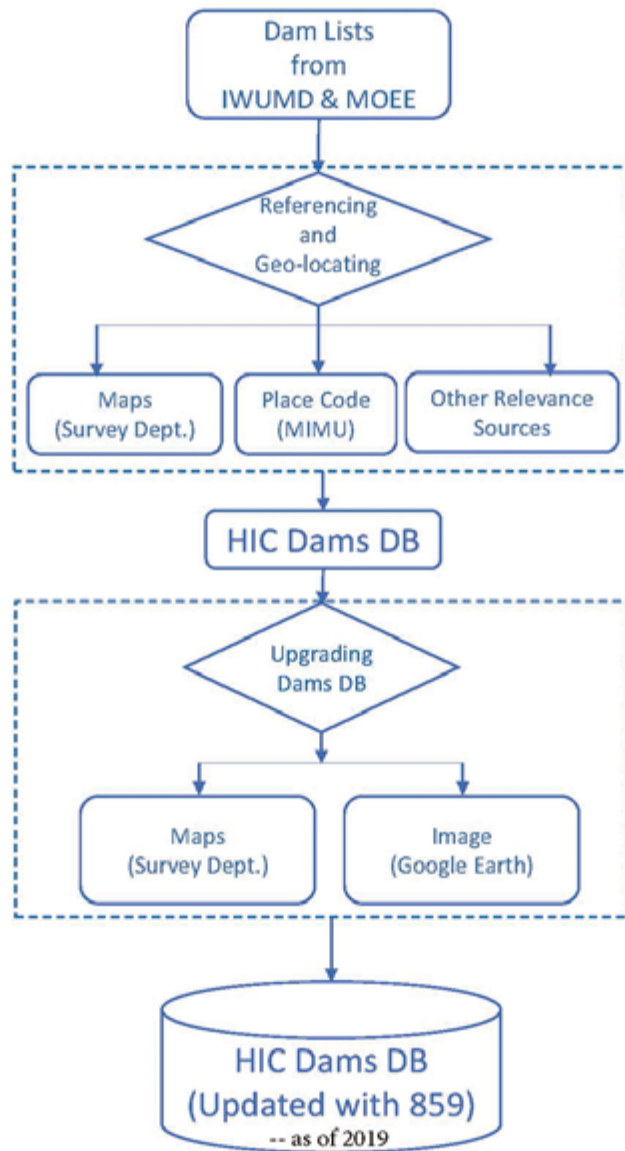 Dam Lists
from
IWUMD & MOEE
Referencing
and
Geo-locating
Maps
(Survey Dept.)
Place Code
(MIMU)
Other Relevance
Sources
HIC Dams DB
Upgrading
Dams DB
Maps
(Survey Dept.)
Image
(Google Earth)
HIC Dams DB
(Updated with 859)
-- as of 2019